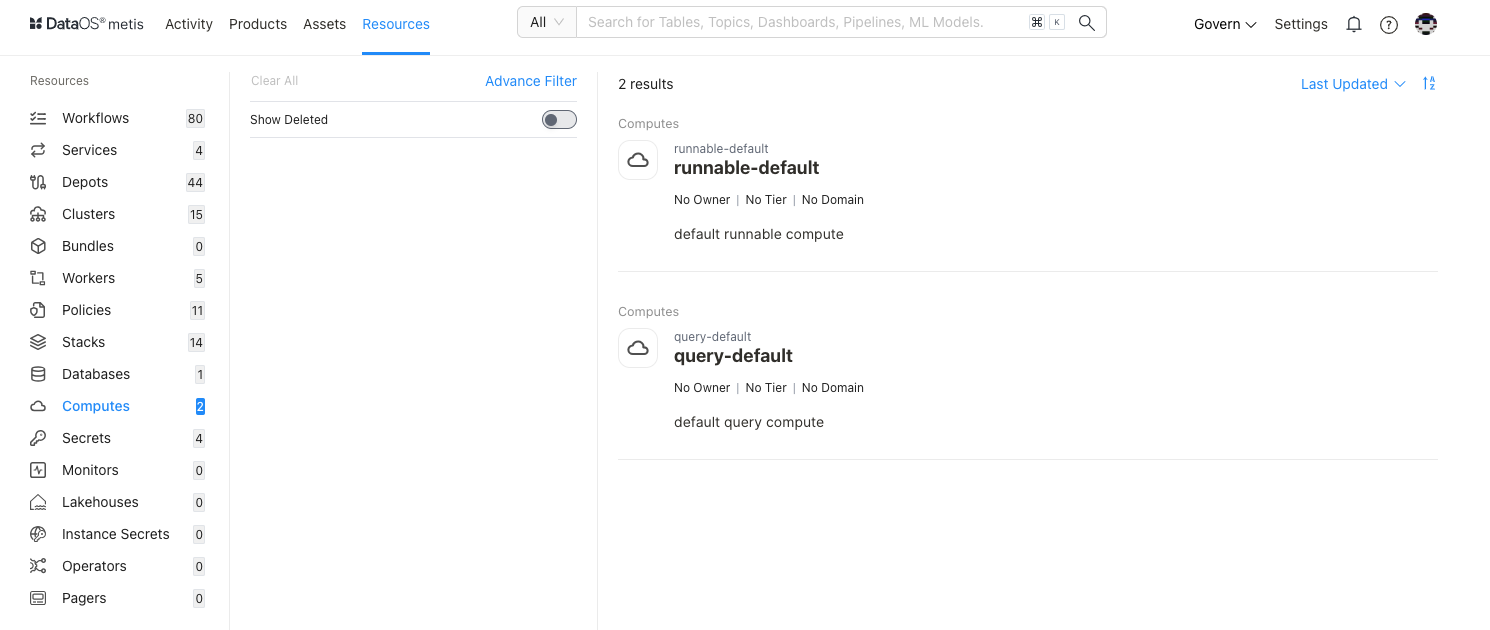 DataOS® metis Activity Products Assets Resources All Search for Tables, Topics, Dashboards, Pipelines, ML Models. ⌘ K Govern Settings
Resources
Workflows 80
Services 4
Depots 44
Clusters 15
Bundles 0
Workers 5
Policies 11
Stacks 14
Databases 1
Computes 2
Secrets 4
Monitors 0
Lakehouses 0
Instance Secrets 0
Operators 0
Pagers 0
Clear All Advance Filter
Show Deleted
2 results Last Updated
Computes
runnable-default
runnable-default
No Owner | No Tier | No Domain
default runnable compute
Computes
query-default
query-default
No Owner | No Tier | No Domain
default query compute